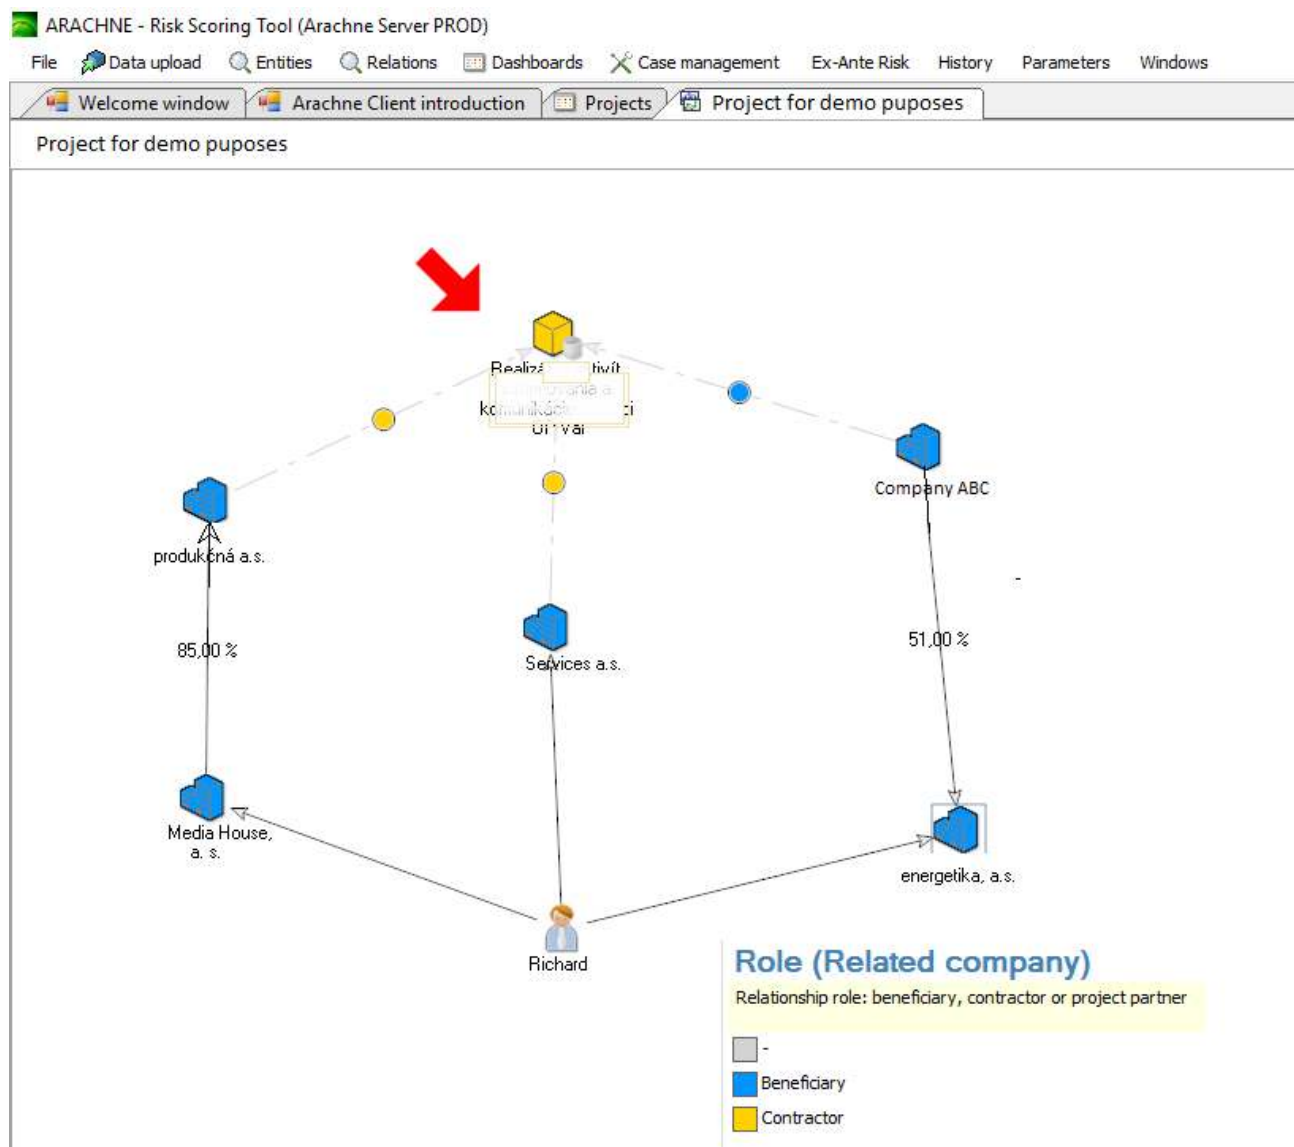 ARACHNE - Risk Scoring Tool (Arachne Server PROD)
File Data upload Entities Relations Dashboards Case management Ex-Ante Risk History Parameters Windows
Welcome window Arachne Client introduction Projects Project for demo puposes
Project for demo puposes
Company ABC
produkčná a.s.
85,00 %
51,00 %
-
Services a.s.
Media House,
a. s.
energetika, a.s.
Richard
Role (Related company)
Relationship role: beneficiary, contractor or project partner
-
Beneficiary
Contractor